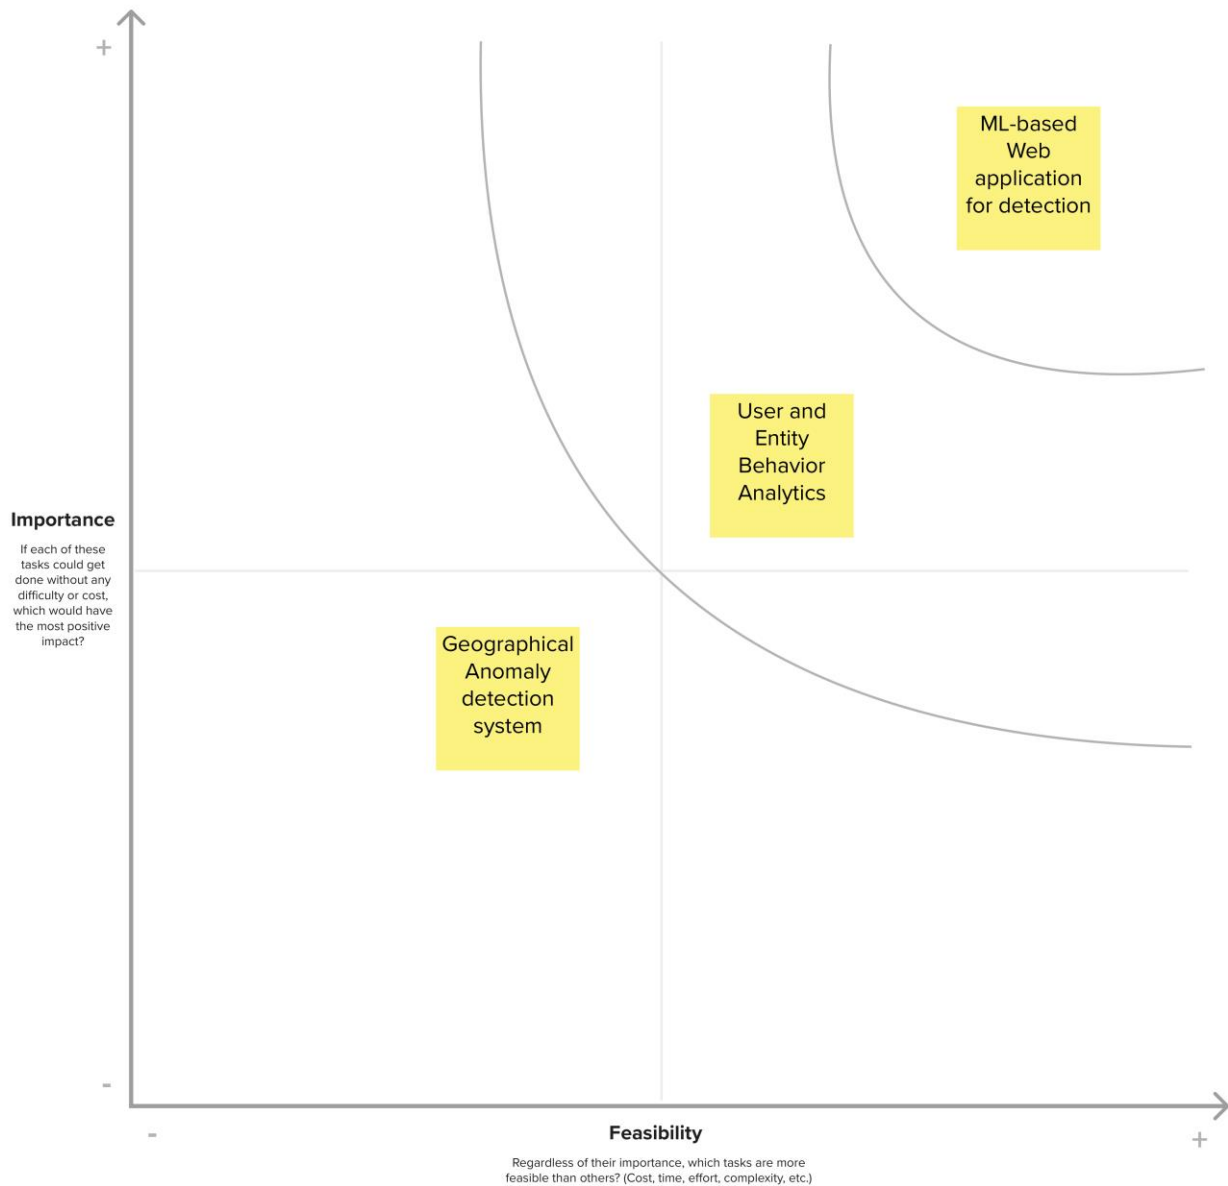 +
ML-based
Web
application
for detection
User and
Entity
Behavior
Analytics
Importance
If each of these
tasks could get
done without any
difficulty or cost,
which would have
the most positive
impact?
Geographical
Anomaly
detection
system
-
-
Feasibility
+
Regardless of their importance, which tasks are more
feasible than others? (Cost, time, effort, complexity, etc.)